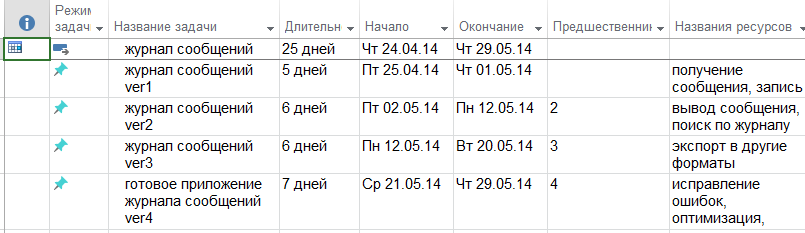 Режим задачи Название задачи Длительн Начало Окончание Предшественник Названия ресурсов
журнал сообщений 25 дней Чт 24.04.14 Чт 29.05.14
журнал сообщений 5 дней Пт 25.04.14 Чт 01.05.14 получение
ver1 сообщения, запись
журнал сообщений 6 дней Пт 02.05.14 Пн 12.05.14 2 вывод сообщения,
ver2 поиск по журналу
журнал сообщений 6 дней Пн 12.05.14 Вт 20.05.14 3 экспорт в другие
ver3 форматы
готовое приложение 7 дней Ср 21.05.14 Чт 29.05.14 4 исправление
журнала сообщений ошибок,
ver4 оптимизация,